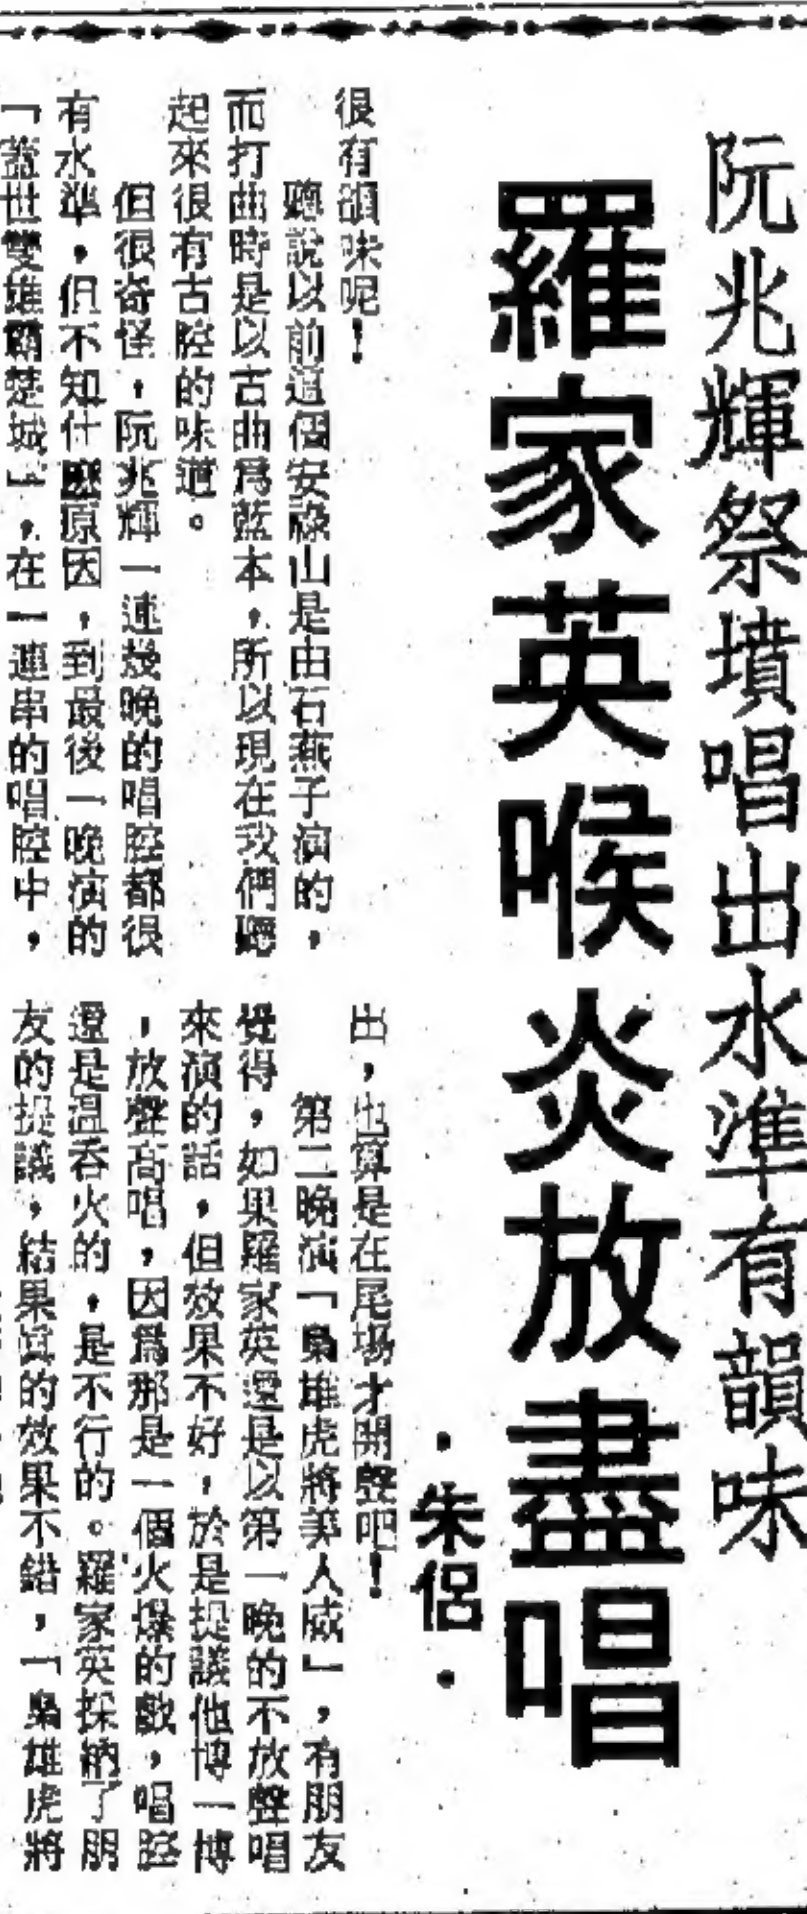 阮兆輝祭墳唱出水準有韻味
羅家英喉炎放盡唱
·朱侶·
很有韻味呢！
聽說以前這個安祿山是由石燕子演的，
而打曲時是以古曲爲藍本，所以現在我們聽
起來很有古腔的味道。
但很奇怪，阮兆輝一連幾晚的唱腔都很
有水準，但不知什麼原因，到最後一晚演的
「蓋世雙雄霸楚城」，在一連串的唱腔中，
出，也算是在尾場才開聲吧！
第二晚演「梟雄虎將美人威」，有朋友
覺得，如果羅家英還是以第一晚的不放聲唱
來演的話，但效果不好，於是提議他博一博
，放聲高唱，因爲那是一個火爆的戲，唱腔
還是溫吞火的，是不行的。羅家英採納了朋
友的提議，結果真的效果不錯，「梟雄虎將